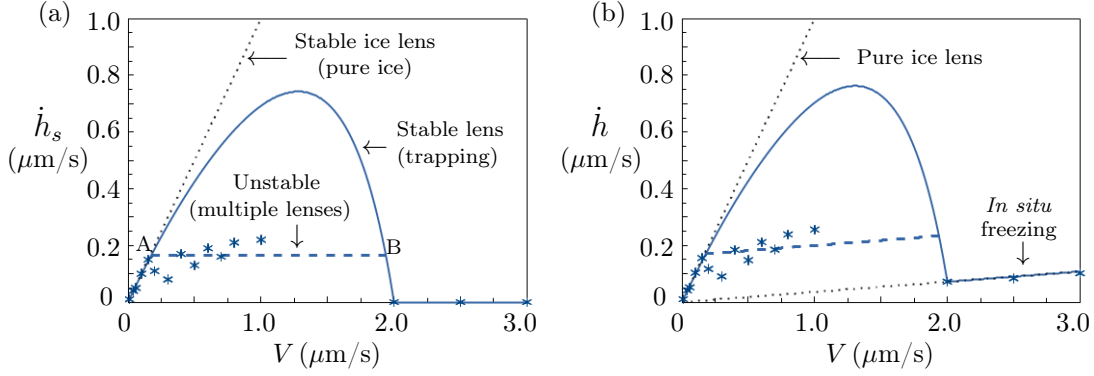 (a)
1.0
0.8
0.6
0.4
0.2
0
ḣₛ
(μm/s)
Stable ice lens
(pure ice)
Stable lens
(trapping)
Unstable
(multiple lenses)
A
B
0
1.0
2.0
3.0
V (μm/s)
(b)
1.0
0.8
0.6
0.4
0.2
0
ḣ
(μm/s)
Pure ice lens
In situ
freezing
0
1.0
2.0
3.0
V (μm/s)